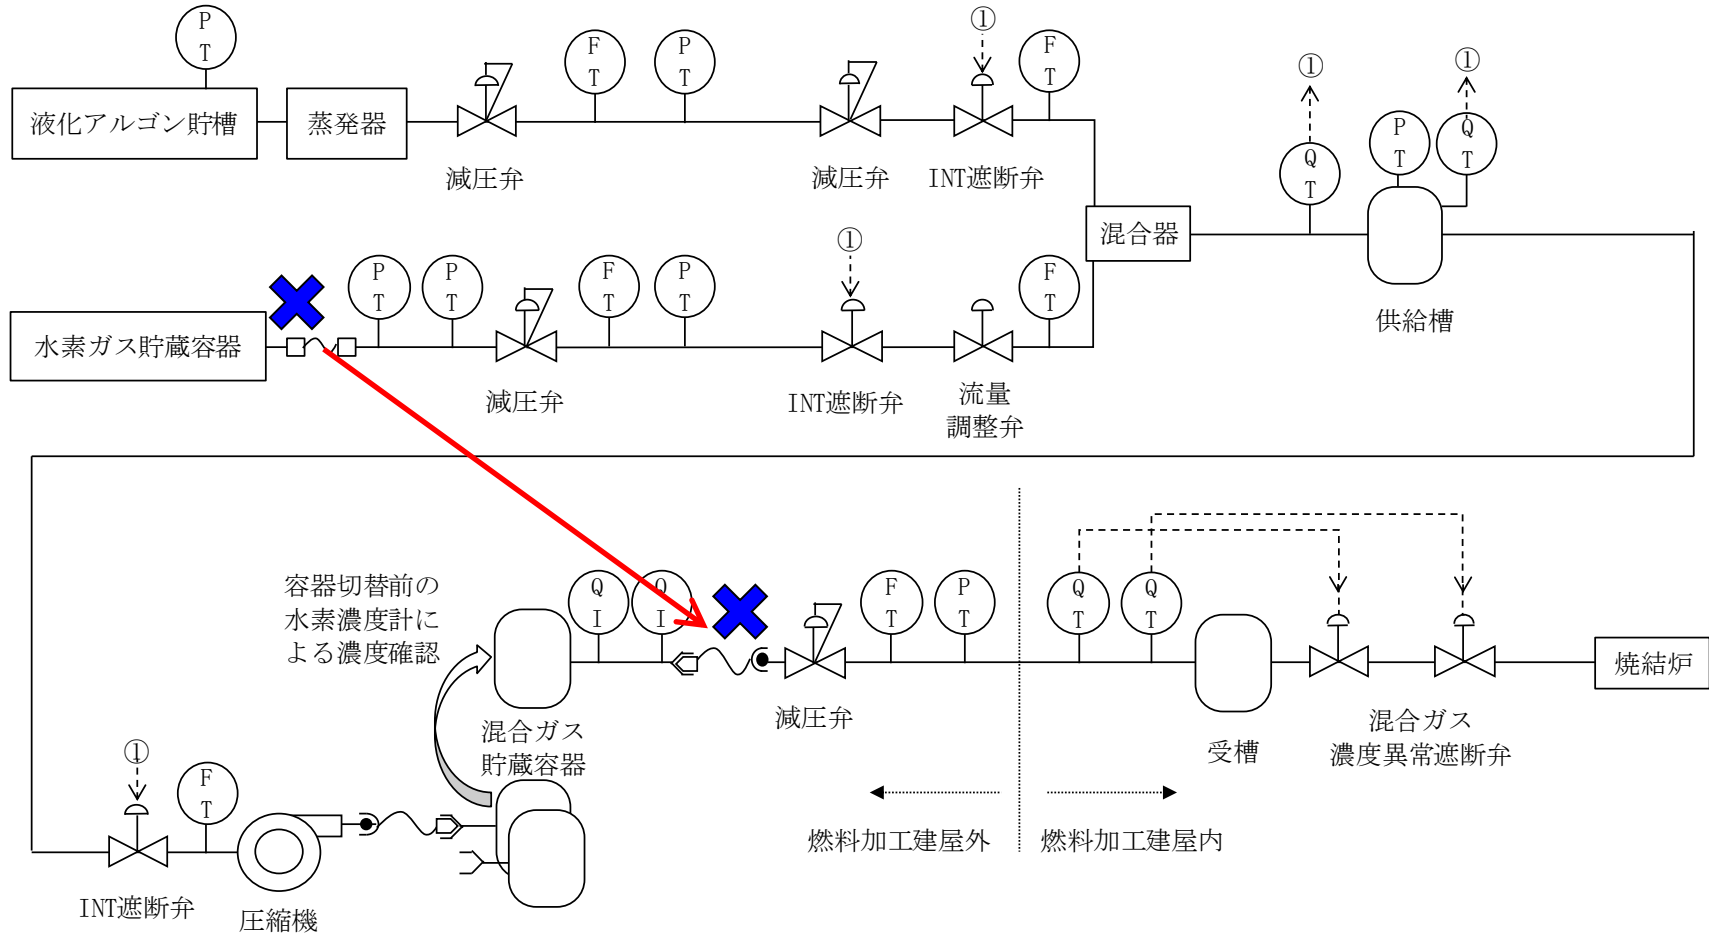 P
T
液化アルゴン貯槽
蒸発器
減圧弁
F
T
P
T
減圧弁
①
INT遮断弁
F
T
混合器
①
Q
T
P
T
①
Q
T
供給槽
水素ガス貯蔵容器
P
T
P
T
減圧弁
F
T
P
T
①
INT遮断弁
流量
調整弁
F
T
①
INT遮断弁
F
T
圧縮機
容器切替前の
水素濃度計に
よる濃度確認
混合ガス
貯蔵容器
Q
I
Q
I
減圧弁
F
T
P
T
燃料加工建屋外
燃料加工建屋内
Q
T
Q
T
受槽
混合ガス
濃度異常遮断弁
焼結炉